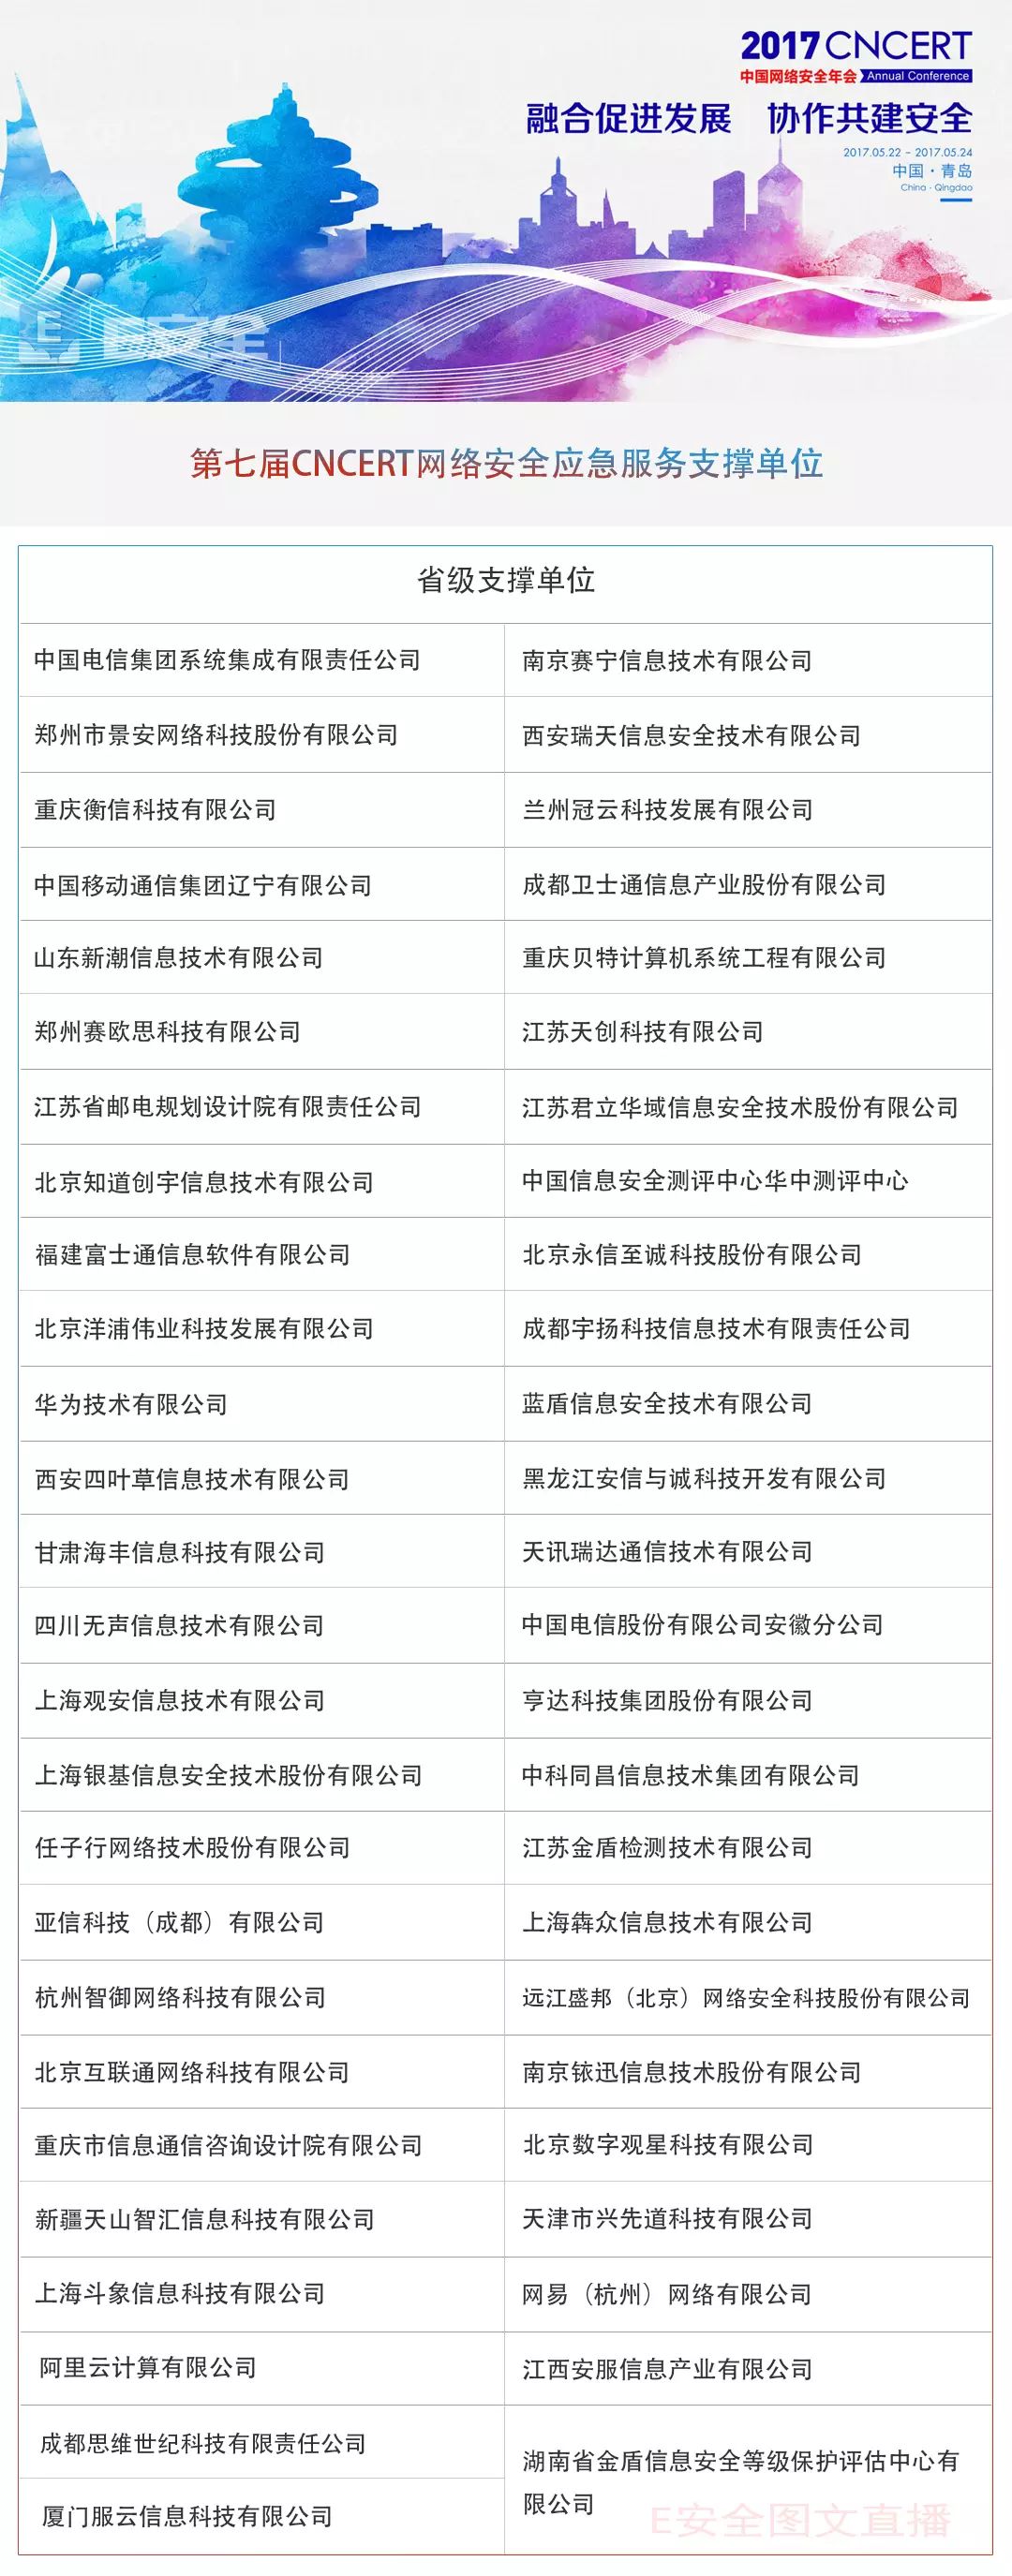 2017 CNCERT
中国网络安全年会 Annual Conference
融合促进发展 协作共建安全
2017.05.22 - 2017.05.24
中国·青岛
China · Qingdao
E安全
第七届CNCERT网络安全应急服务支撑单位
省级支撑单位
中国电信集团系统集成有限责任公司 南京赛宁信息技术有限公司
郑州市景安网络科技股份有限公司 西安瑞天信息安全技术有限公司
重庆衡信科技有限公司 兰州冠云科技发展有限公司
中国移动通信集团辽宁有限公司 成都卫士通信息产业股份有限公司
山东新潮信息技术有限公司 重庆贝特计算机系统工程有限公司
郑州赛欧思科技有限公司 江苏天创科技有限公司
江苏省邮电规划设计院有限责任公司 江苏君立华域信息安全技术股份有限公司
北京知道创宇信息技术有限公司 中国信息安全测评中心华中测评中心
福建富士通信息软件有限公司 北京永信至诚科技股份有限公司
北京洋浦伟业科技发展有限公司 成都宇扬科技信息技术有限责任公司
华为技术有限公司 蓝盾信息安全技术有限公司
西安四叶草信息技术有限公司 黑龙江安信与诚科技开发有限公司
甘肃海丰信息科技有限公司 天讯瑞达通信技术有限公司
四川无声信息技术有限公司 中国电信股份有限公司安徽分公司
上海观安信息技术有限公司 亨达科技集团股份有限公司
上海银基信息安全技术股份有限公司 中科同昌信息技术集团有限公司
任子行网络技术股份有限公司 江苏金盾检测技术有限公司
亚信科技（成都）有限公司 上海犇众信息技术有限公司
杭州智御网络科技有限公司 远江盛邦（北京）网络安全科技股份有限公司
北京互联通网络科技有限公司 南京铱迅信息技术股份有限公司
重庆市信息通信咨询设计院有限公司 北京数字观星科技有限公司
新疆天山智汇信息科技有限公司 天津市兴先道科技有限公司
上海斗象信息科技有限公司 网易（杭州）网络有限公司
阿里云计算有限公司 江西安服信息产业有限公司
成都思维世纪科技有限责任公司
厦门服云信息科技有限公司
湖南省金盾信息安全等级保护评估中心有
限公司
E安全图文直播